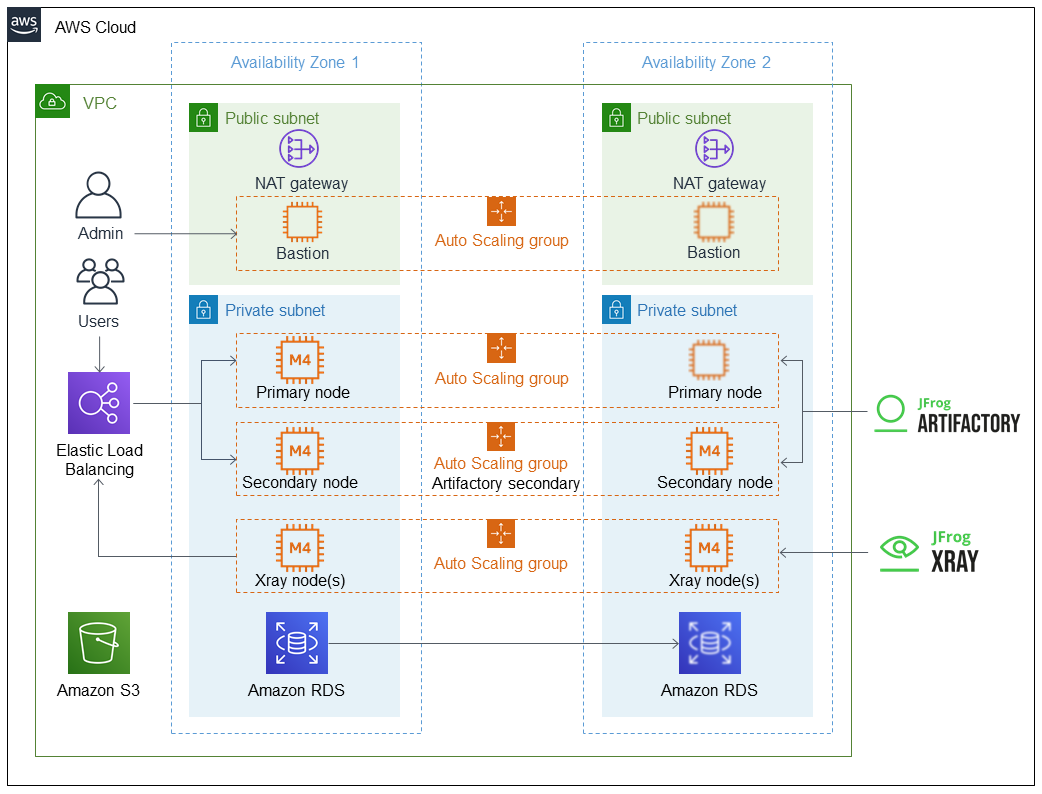 aws
AWS Cloud
Availability Zone 1
Availability Zone 2
VPC
Public subnet
Public subnet
NAT gateway
NAT gateway
Admin
Bastion
Auto Scaling group
Bastion
Users
Private subnet
Private subnet
M4
Primary node
Auto Scaling group
Primary node
Elastic Load
Balancing
M4
Secondary node
Auto Scaling group
Artifactory secondary
M4
Secondary node
JFrog
ARTIFACTORY
M4
Xray node(s)
Auto Scaling group
M4
Xray node(s)
JFrog
XRAY
Amazon S3
Amazon RDS
Amazon RDS